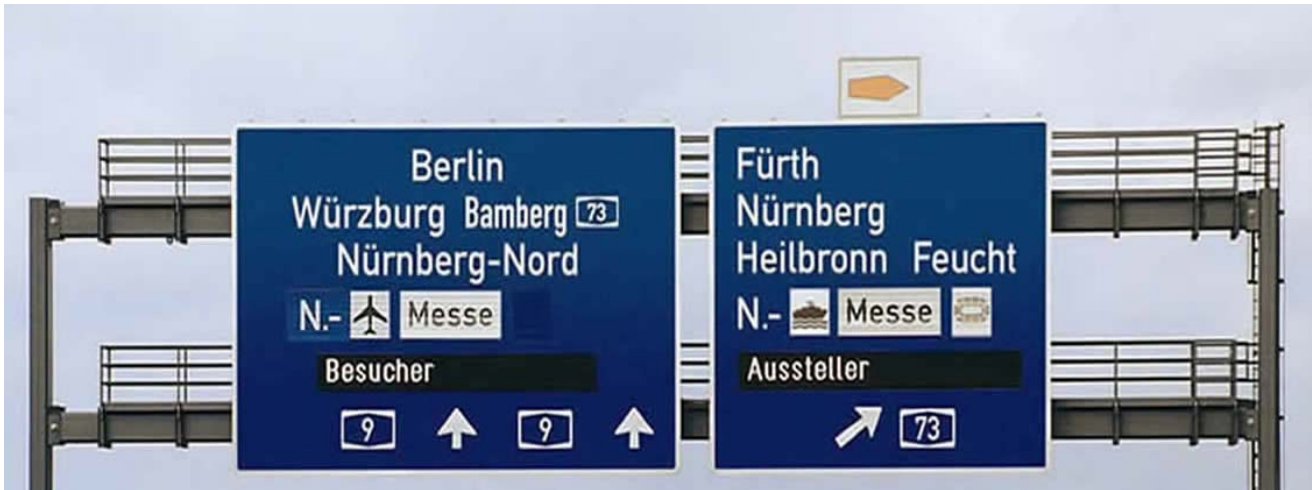 Berlin
Würzburg Bamberg 73
Nürnberg-Nord
N.- Messe
Besucher
9 9
Fürth
Nürnberg
Heilbronn Feucht
N.- Messe
Aussteller
73